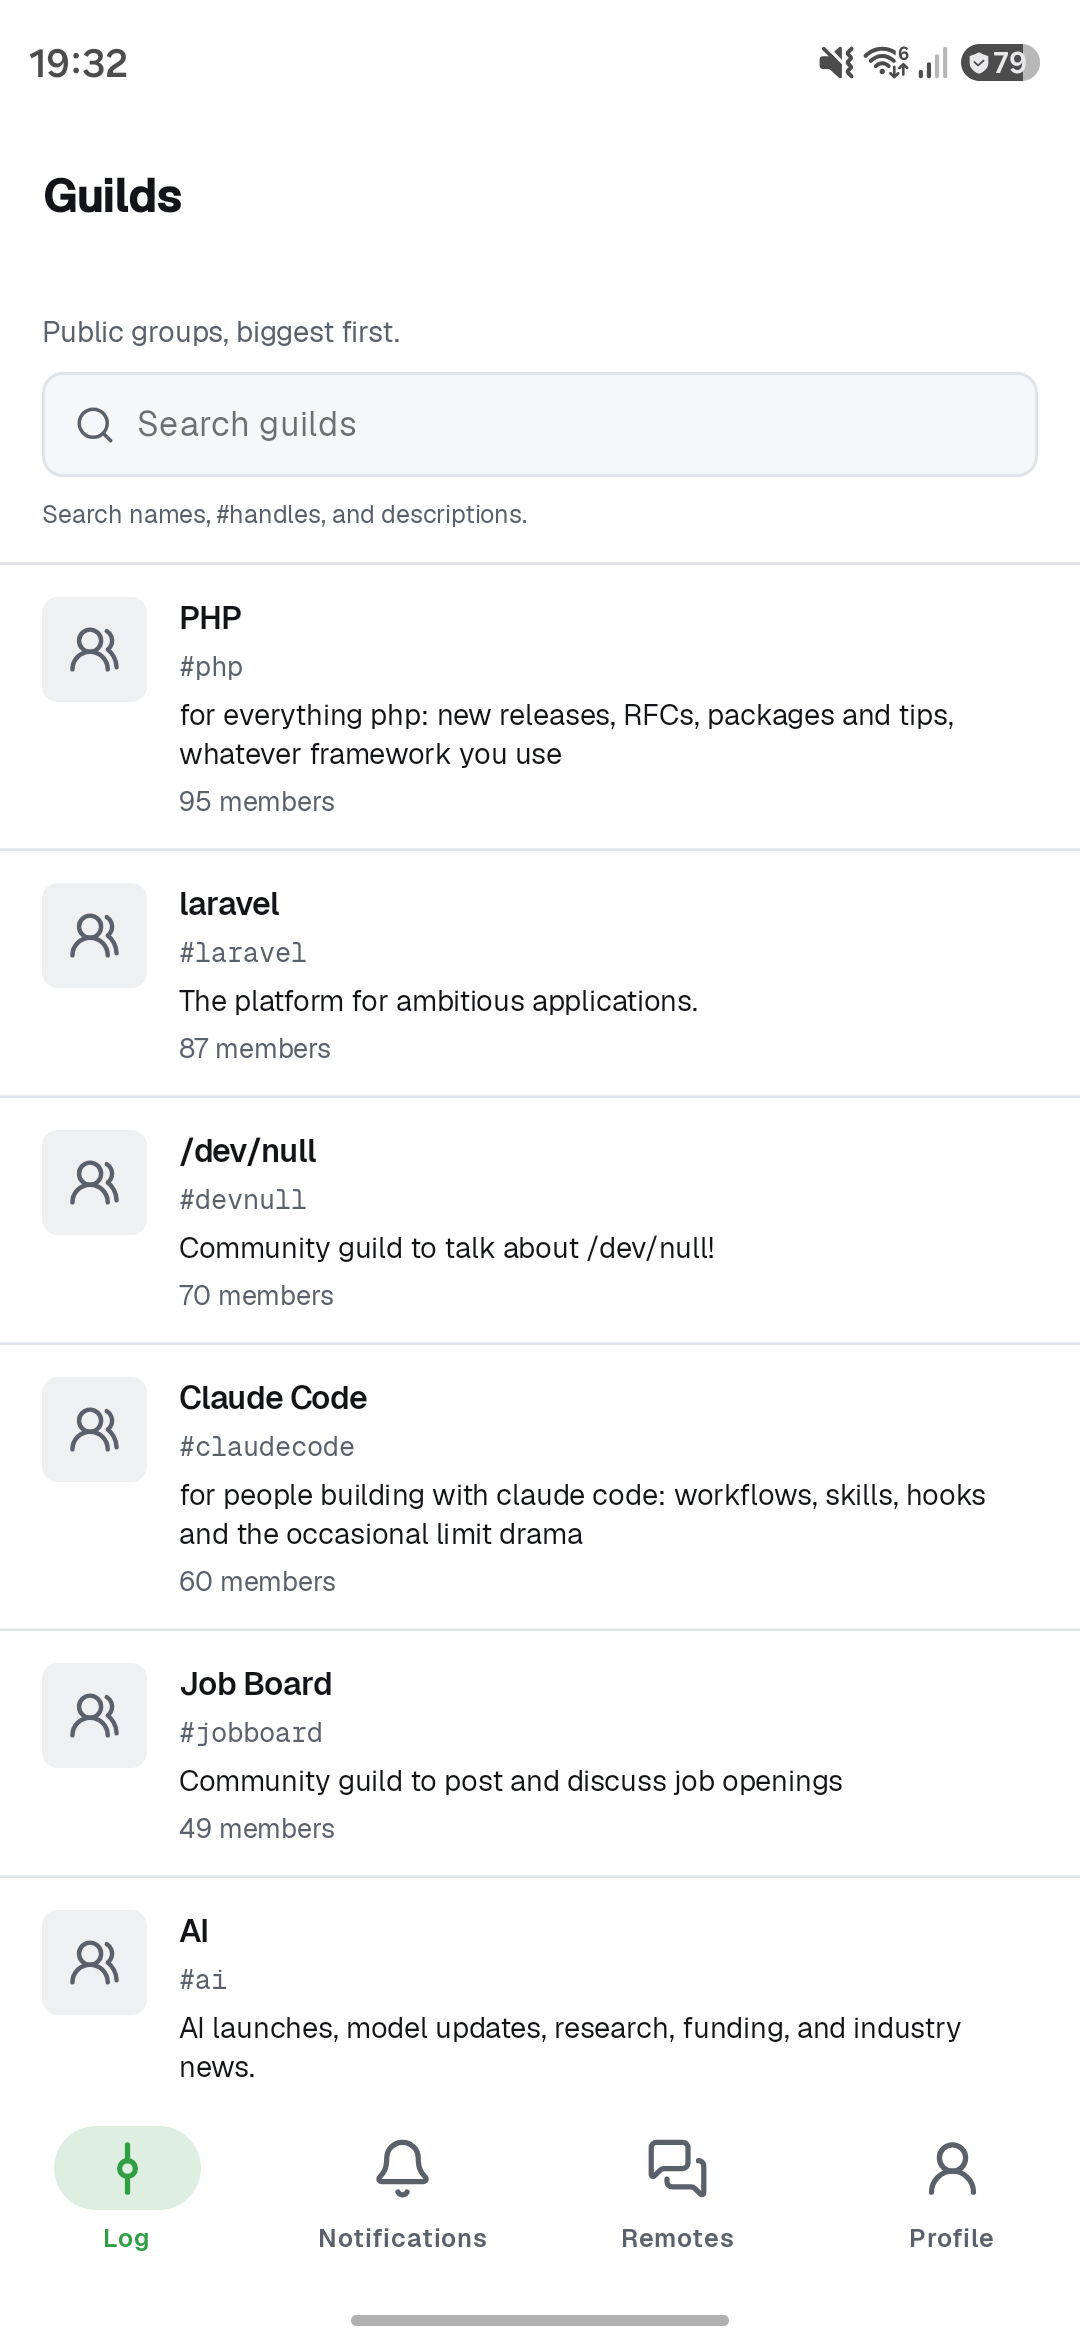 19:32
6
79
Guilds
Public groups, biggest first.
Search guilds
Search names, #handles, and descriptions.
PHP
#php
for everything php: new releases, RFCs, packages and tips,
whatever framework you use
95 members
laravel
#laravel
The platform for ambitious applications.
87 members
/dev/null
#devnull
Community guild to talk about /dev/null!
70 members
Claude Code
#claudecode
for people building with claude code: workflows, skills, hooks
and the occasional limit drama
60 members
Job Board
#jobboard
Community guild to post and discuss job openings
49 members
AI
#ai
AI launches, model updates, research, funding, and industry
news.
Log
Notifications
Remotes
Profile